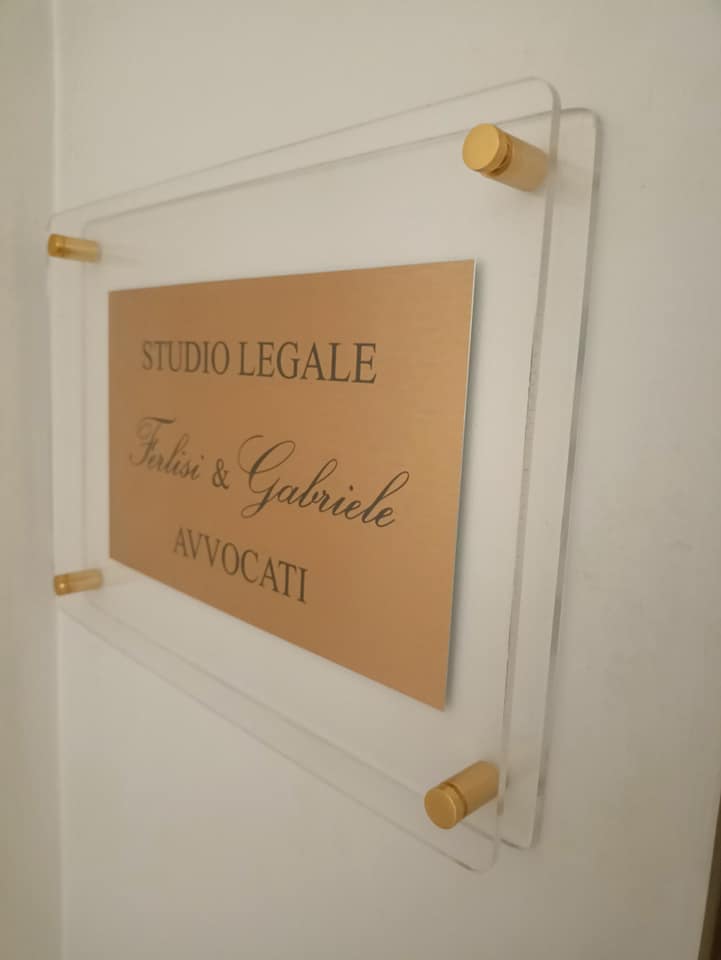 STUDIO LEGALE
Ferlisi & Gabriele
AVVOCATI